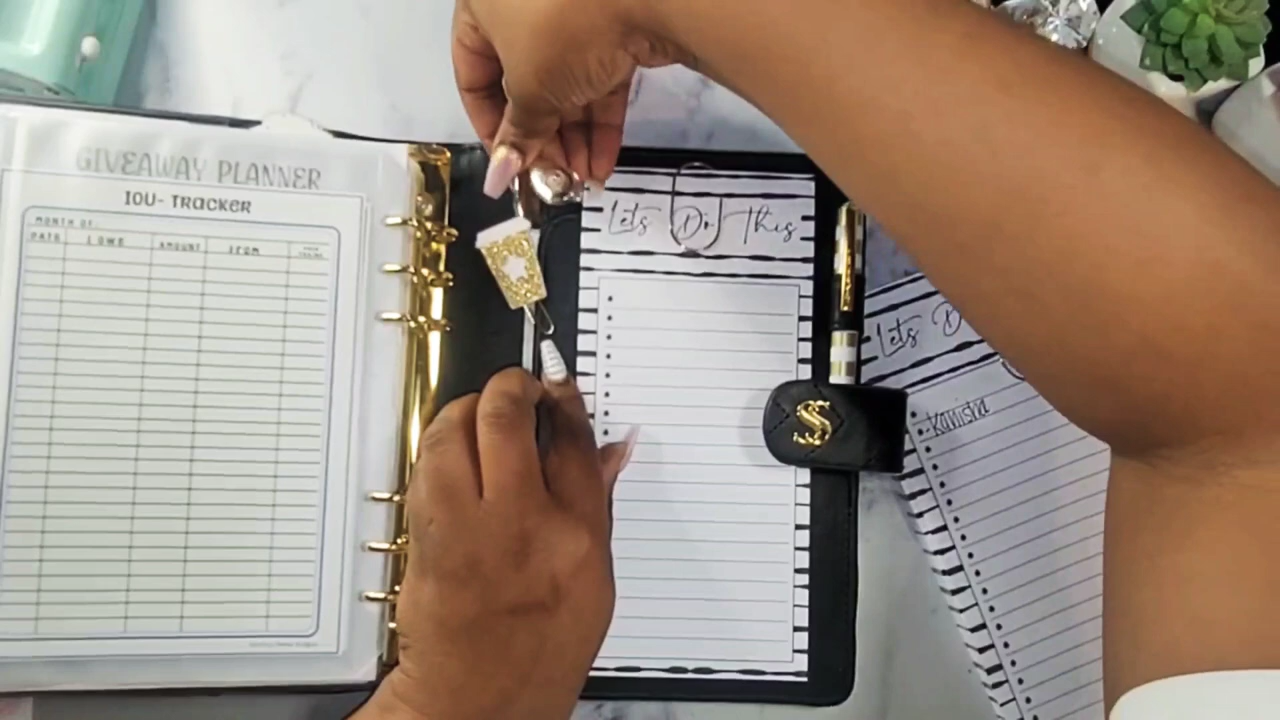 GIVEAWAY PLANNER
IOU- TRACKER
MONTH OF:
DATE I OWE AMOUNT FROM
Lets Do This
S
Lets D
- Kanisha